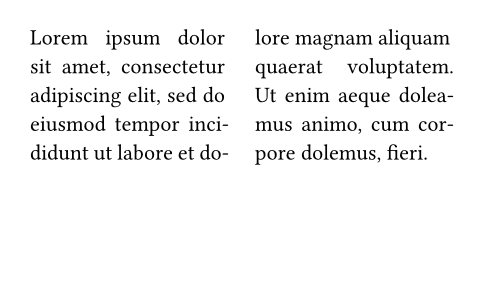 Lorem ipsum dolor
sit amet, consectetur
adipiscing elit, sed do
eiusmod tempor inci-
didunt ut labore et do-
lore magnam aliquam
quaerat voluptatem.
Ut enim aeque dolea-
mus animo, cum cor-
pore dolemus, fieri.